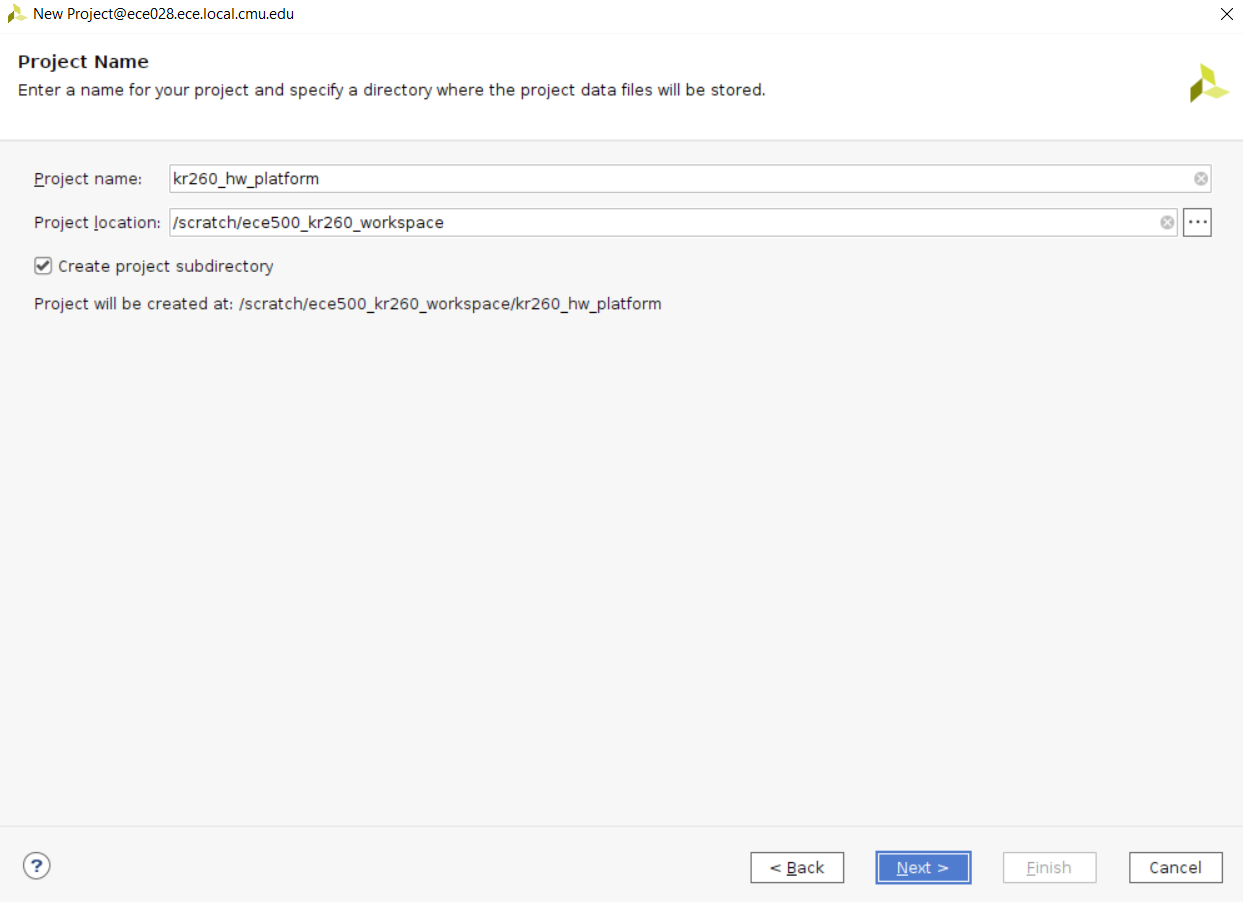 New Project@ece028.ece.local.cmu.edu
Project Name
Enter a name for your project and specify a directory where the project data files will be stored.
Project name: kr260_hw_platform
Project location: /scratch/ece500_kr260_workspace ...
Create project subdirectory
Project will be created at: /scratch/ece500_kr260_workspace/kr260_hw_platform
? < Back Next > Finish Cancel